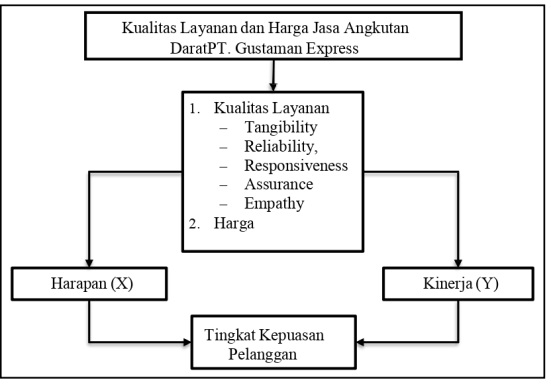 Kualitas Layanan dan Harga Jasa Angkutan
DaratPT. Gustaman Express
1. Kualitas Layanan
– Tangibility
– Reliability,
– Responsiveness
– Assurance
– Empathy
2. Harga
Harapan (X)
Kinerja (Y)
Tingkat Kepuasan
Pelanggan